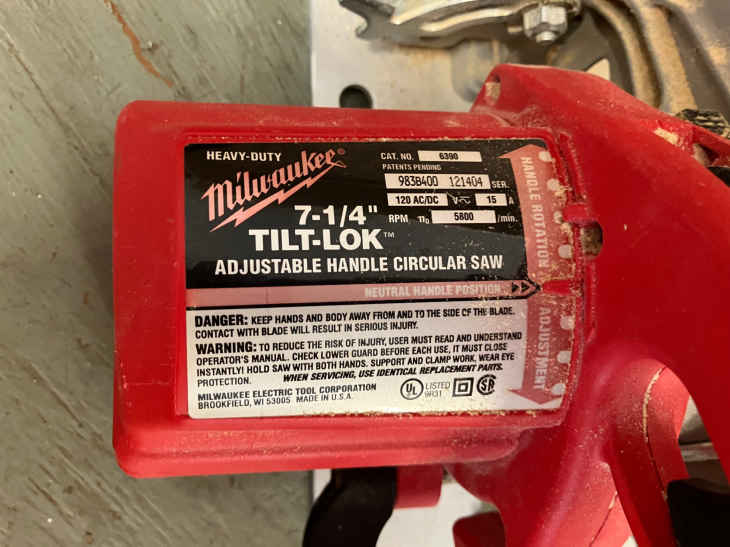 HEAVY-DUTY
Milwaukee®
7-1/4"
TILT-LOK™
ADJUSTABLE HANDLE CIRCULAR SAW
CAT. NO. 6390
PATENTS PENDING
983B400 121404 SER.
120 AC/DC V 15 A
RPM n₀ 5800 /min.
HANDLE ROTATION
NEUTRAL HANDLE POSITION
ADJUSTMENT
DANGER: KEEP HANDS AND BODY AWAY FROM AND TO THE SIDE OF THE BLADE.
CONTACT WITH BLADE WILL RESULT IN SERIOUS INJURY.
WARNING: TO REDUCE THE RISK OF INJURY, USER MUST READ AND UNDERSTAND
OPERATOR'S MANUAL. CHECK LOWER GUARD BEFORE EACH USE, IT MUST CLOSE
INSTANTLY! HOLD SAW WITH BOTH HANDS. SUPPORT AND CLAMP WORK. WEAR EYE
PROTECTION. WHEN SERVICING, USE IDENTICAL REPLACEMENT PARTS.
MILWAUKEE ELECTRIC TOOL CORPORATION
BROOKFIELD, WI 53005 MADE IN U.S.A.
UL LISTED
9R31
SA